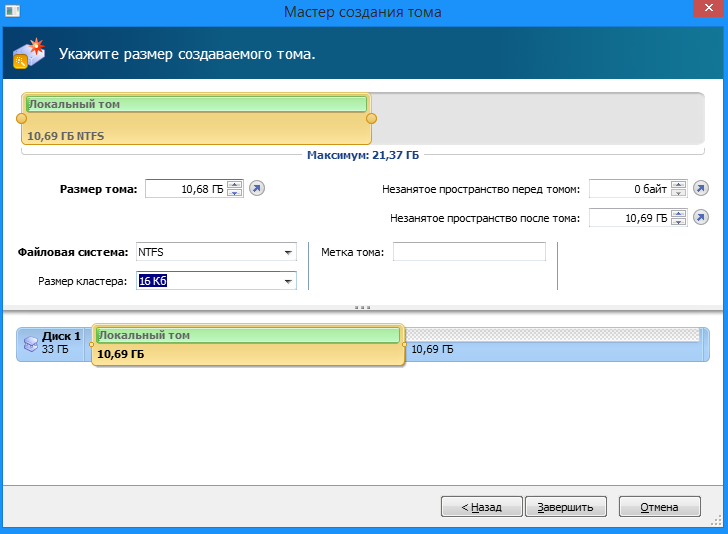 Мастер создания тома
Укажите размер создаваемого тома.
Локальный том
10,69 ГБ NTFS
Максимум: 21,37 ГБ
Размер тома: 10,68 ГБ
Незанятое пространство перед томом: 0 байт
Незанятое пространство после тома: 10,69 ГБ
Файловая система: NTFS
Метка тома:
Размер кластера: 16 Кб
Диск 1
33 ГБ
Локальный том
10,69 ГБ
10,69 ГБ
< Назад
Завершить
Отмена